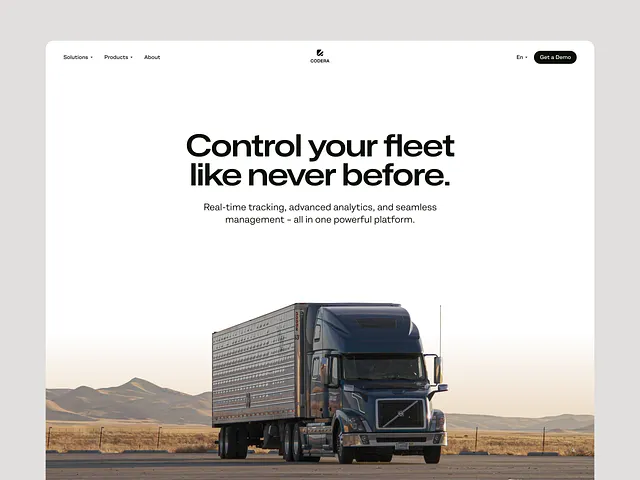 Solutions
Products
About
CODERA
En
Get a Demo
Control your fleet
like never before.
Real-time tracking, advanced analytics, and seamless
management – all in one powerful platform.